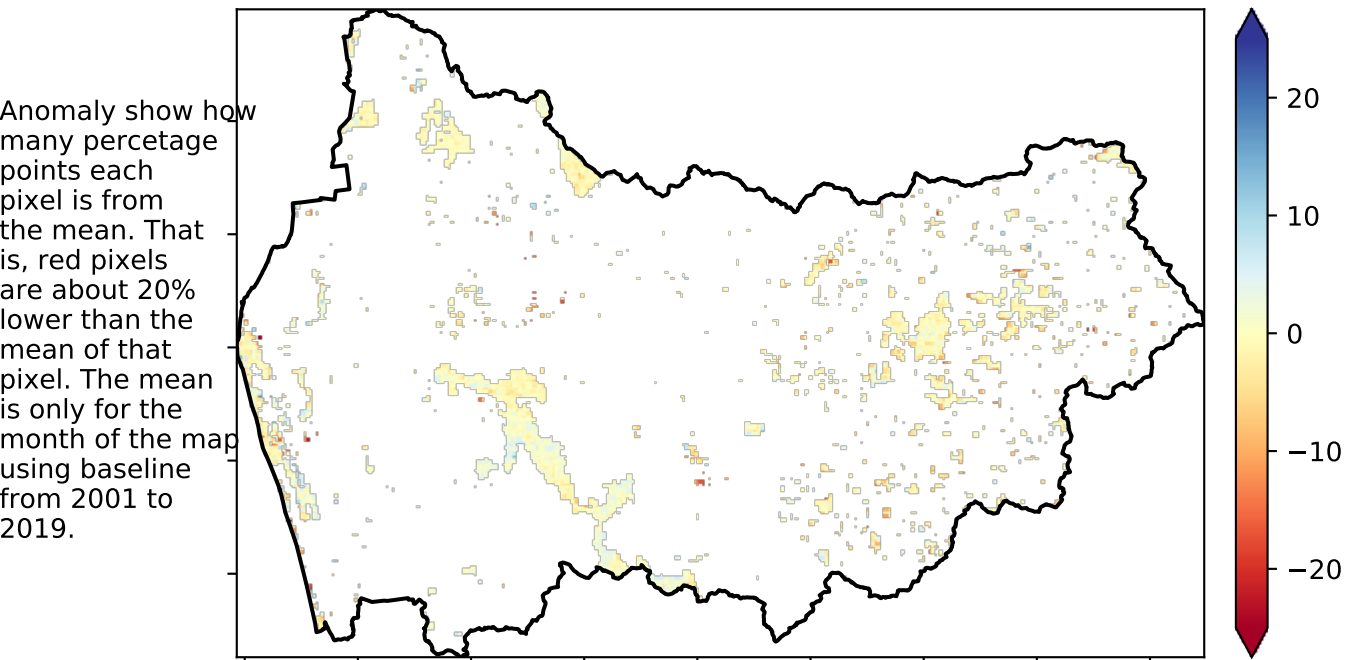 Anomaly show how
many percetage
points each
pixel is from
the mean. That
is, red pixels
are about 20%
lower than the
mean of that
pixel. The mean
is only for the
month of the map
using baseline
from 2001 to
2019.
20
10
0
−10
−20